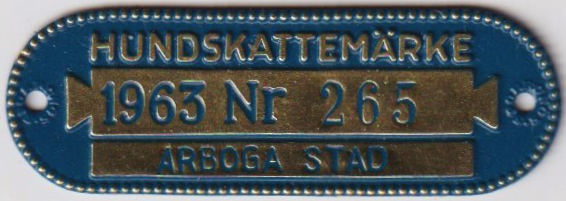 HUNDSKATTEMÄRKE
1963 Nr 265
ARBOGA STAD